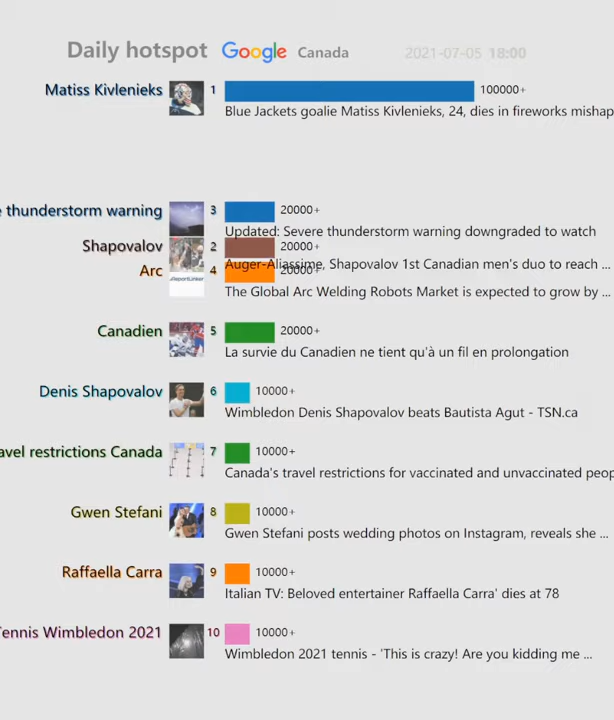 Daily hotspot Google Canada 2021-07-05 18:00
Matiss Kivlenieks 1 100000+
Blue Jackets goalie Matiss Kivlenieks, 24, dies in fireworks mishap
thunderstorm warning 3 20000+
Updated: Severe thunderstorm warning downgraded to watch
Shapovalov 2 20000+
Auger-Aliassime, Shapovalov 1st Canadian men's duo to reach ...
Arc 4 20000+
The Global Arc Welding Robots Market is expected to grow by ...
Canadien 5 20000+
La survie du Canadien ne tient qu'à un fil en prolongation
Denis Shapovalov 6 10000+
Wimbledon Denis Shapovalov beats Bautista Agut - TSN.ca
avel restrictions Canada 7 10000+
Canada's travel restrictions for vaccinated and unvaccinated peop
Gwen Stefani 8 10000+
Gwen Stefani posts wedding photos on Instagram, reveals she ...
Raffaella Carra 9 10000+
Italian TV: Beloved entertainer Raffaella Carra' dies at 78
Tennis Wimbledon 2021 10 10000+
Wimbledon 2021 tennis - 'This is crazy! Are you kidding me ...